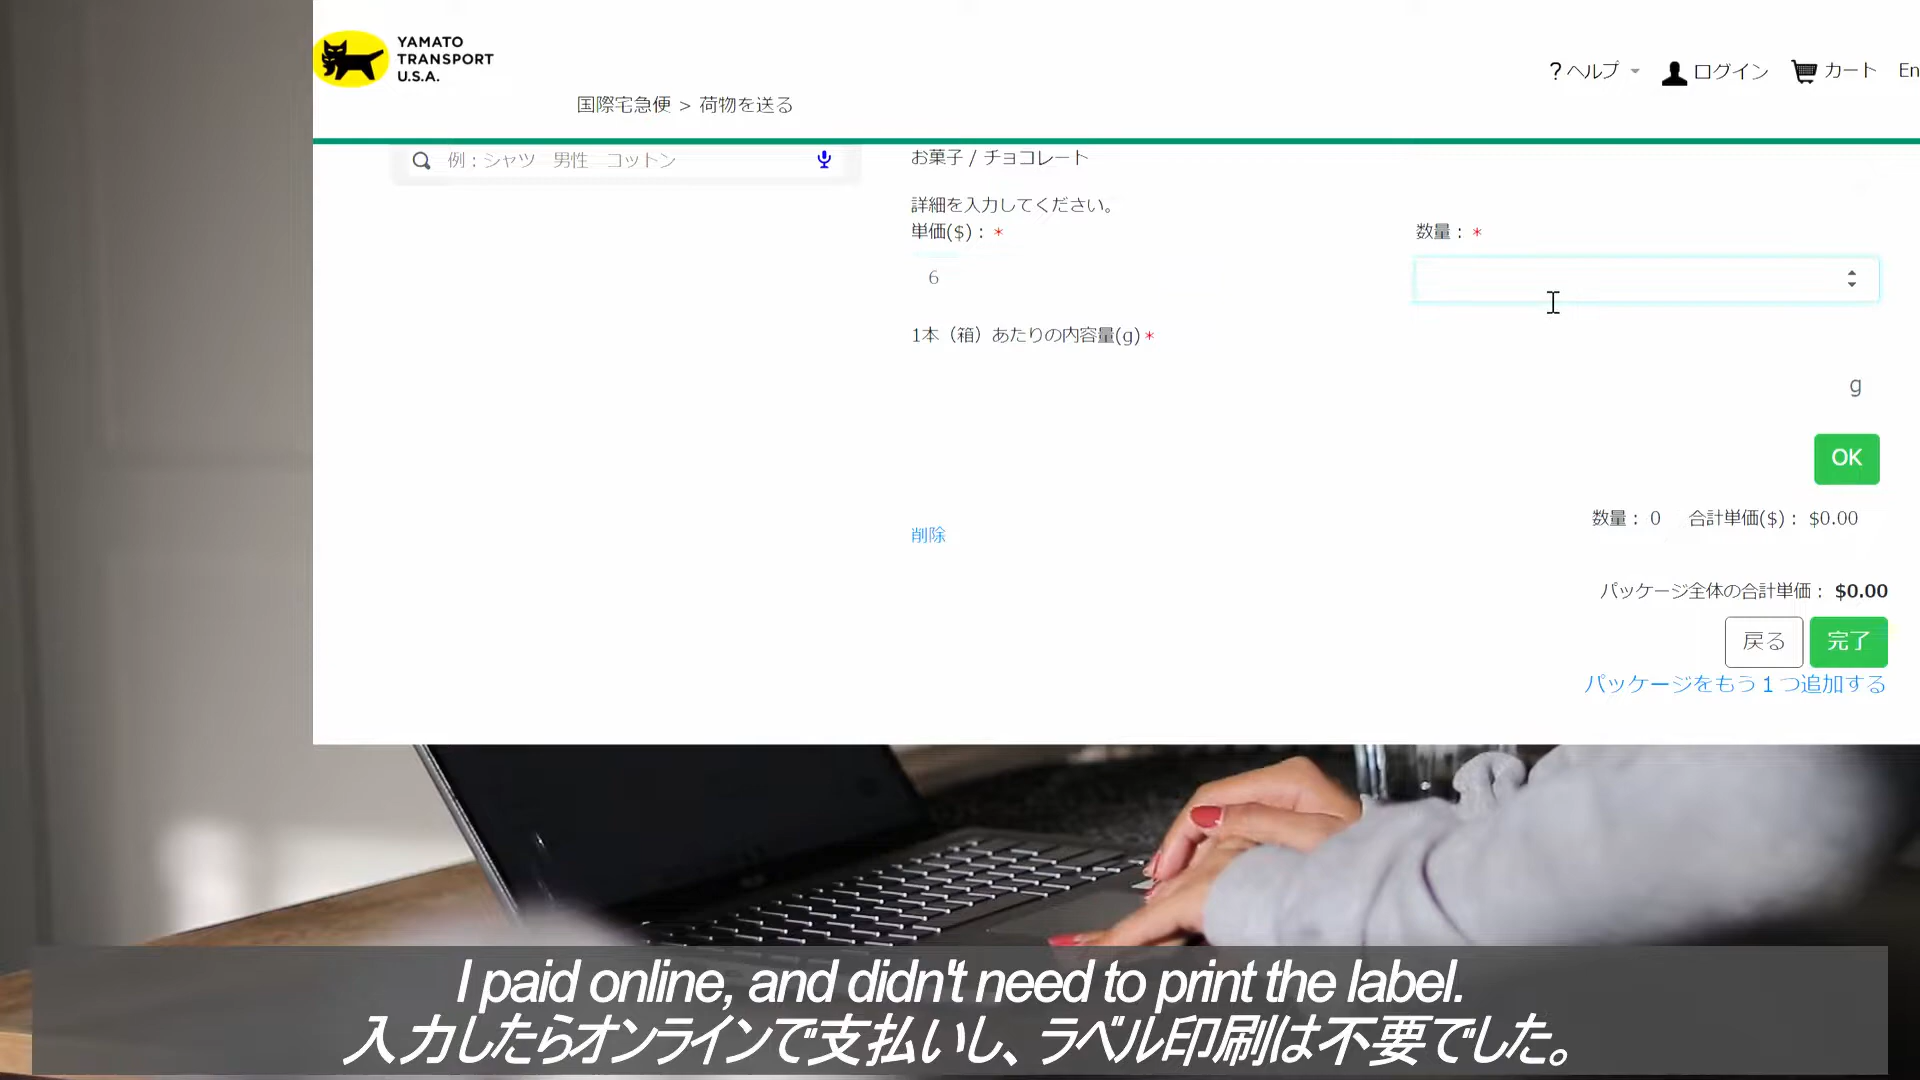 YAMATO
TRANSPORT
U.S.A.
? ヘルプ ログイン カート En
国際宅急便 > 荷物を送る
例：シャツ 男性 コットン
お菓子 / チョコレート
詳細を入力してください。
単価($)：* 数量：*
6
1本（箱）あたりの内容量(g)*
g
OK
数量： 0 合計単価($)： $0.00
削除
パッケージ全体の合計単価： $0.00
戻る 完了
パッケージをもう１つ追加する
I paid online, and didn't need to print the label.
入力したらオンラインで支払いし、ラベル印刷は不要でした。